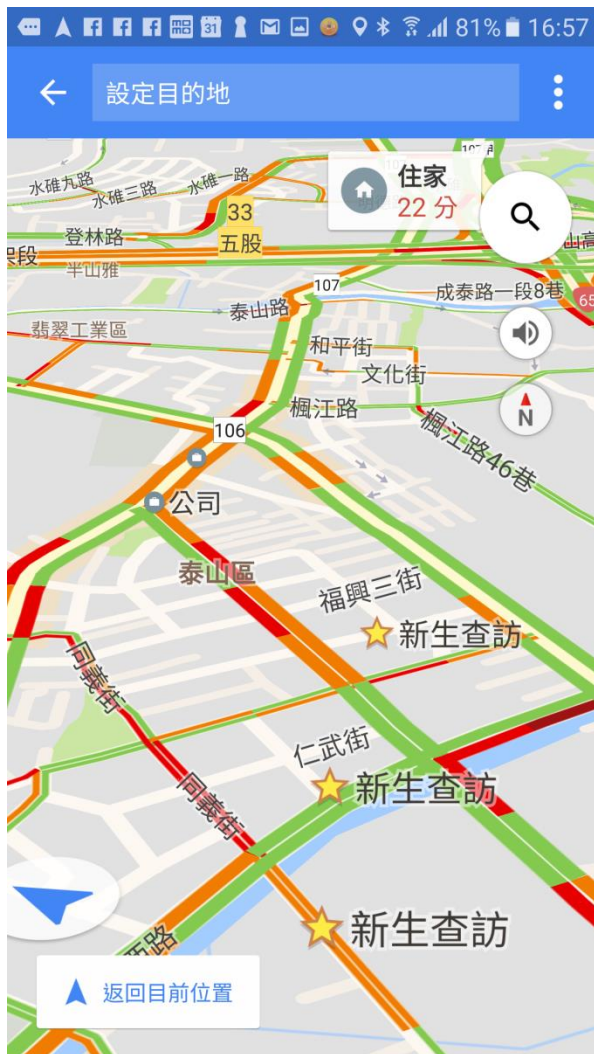 31
81%
16:57
設定目的地
住家
22 分
水碓九路
水碓三路
水碓一路
33
五股
登林路
半山雅
107
成泰路一段8巷
65
泰山路
翡翠工業區
和平街
文化街
楓江路
106
N
楓江路46巷
公司
泰山區
福興三街
新生查訪
同義街
仁武街
新生查訪
同義街
新生查訪
返回目前位置